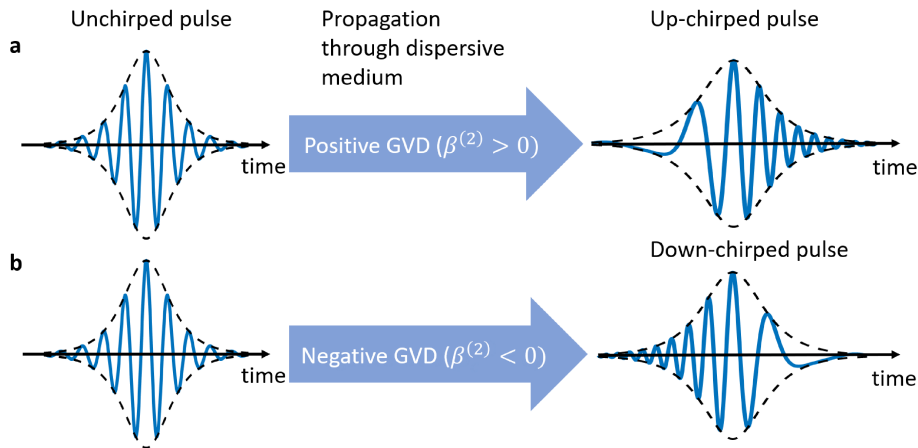 Unchirped pulse
Propagation
through dispersive
medium
Up-chirped pulse
a
Positive GVD (β⁽²⁾ > 0)
time
time
Down-chirped pulse
b
Negative GVD (β⁽²⁾ < 0)
time
time